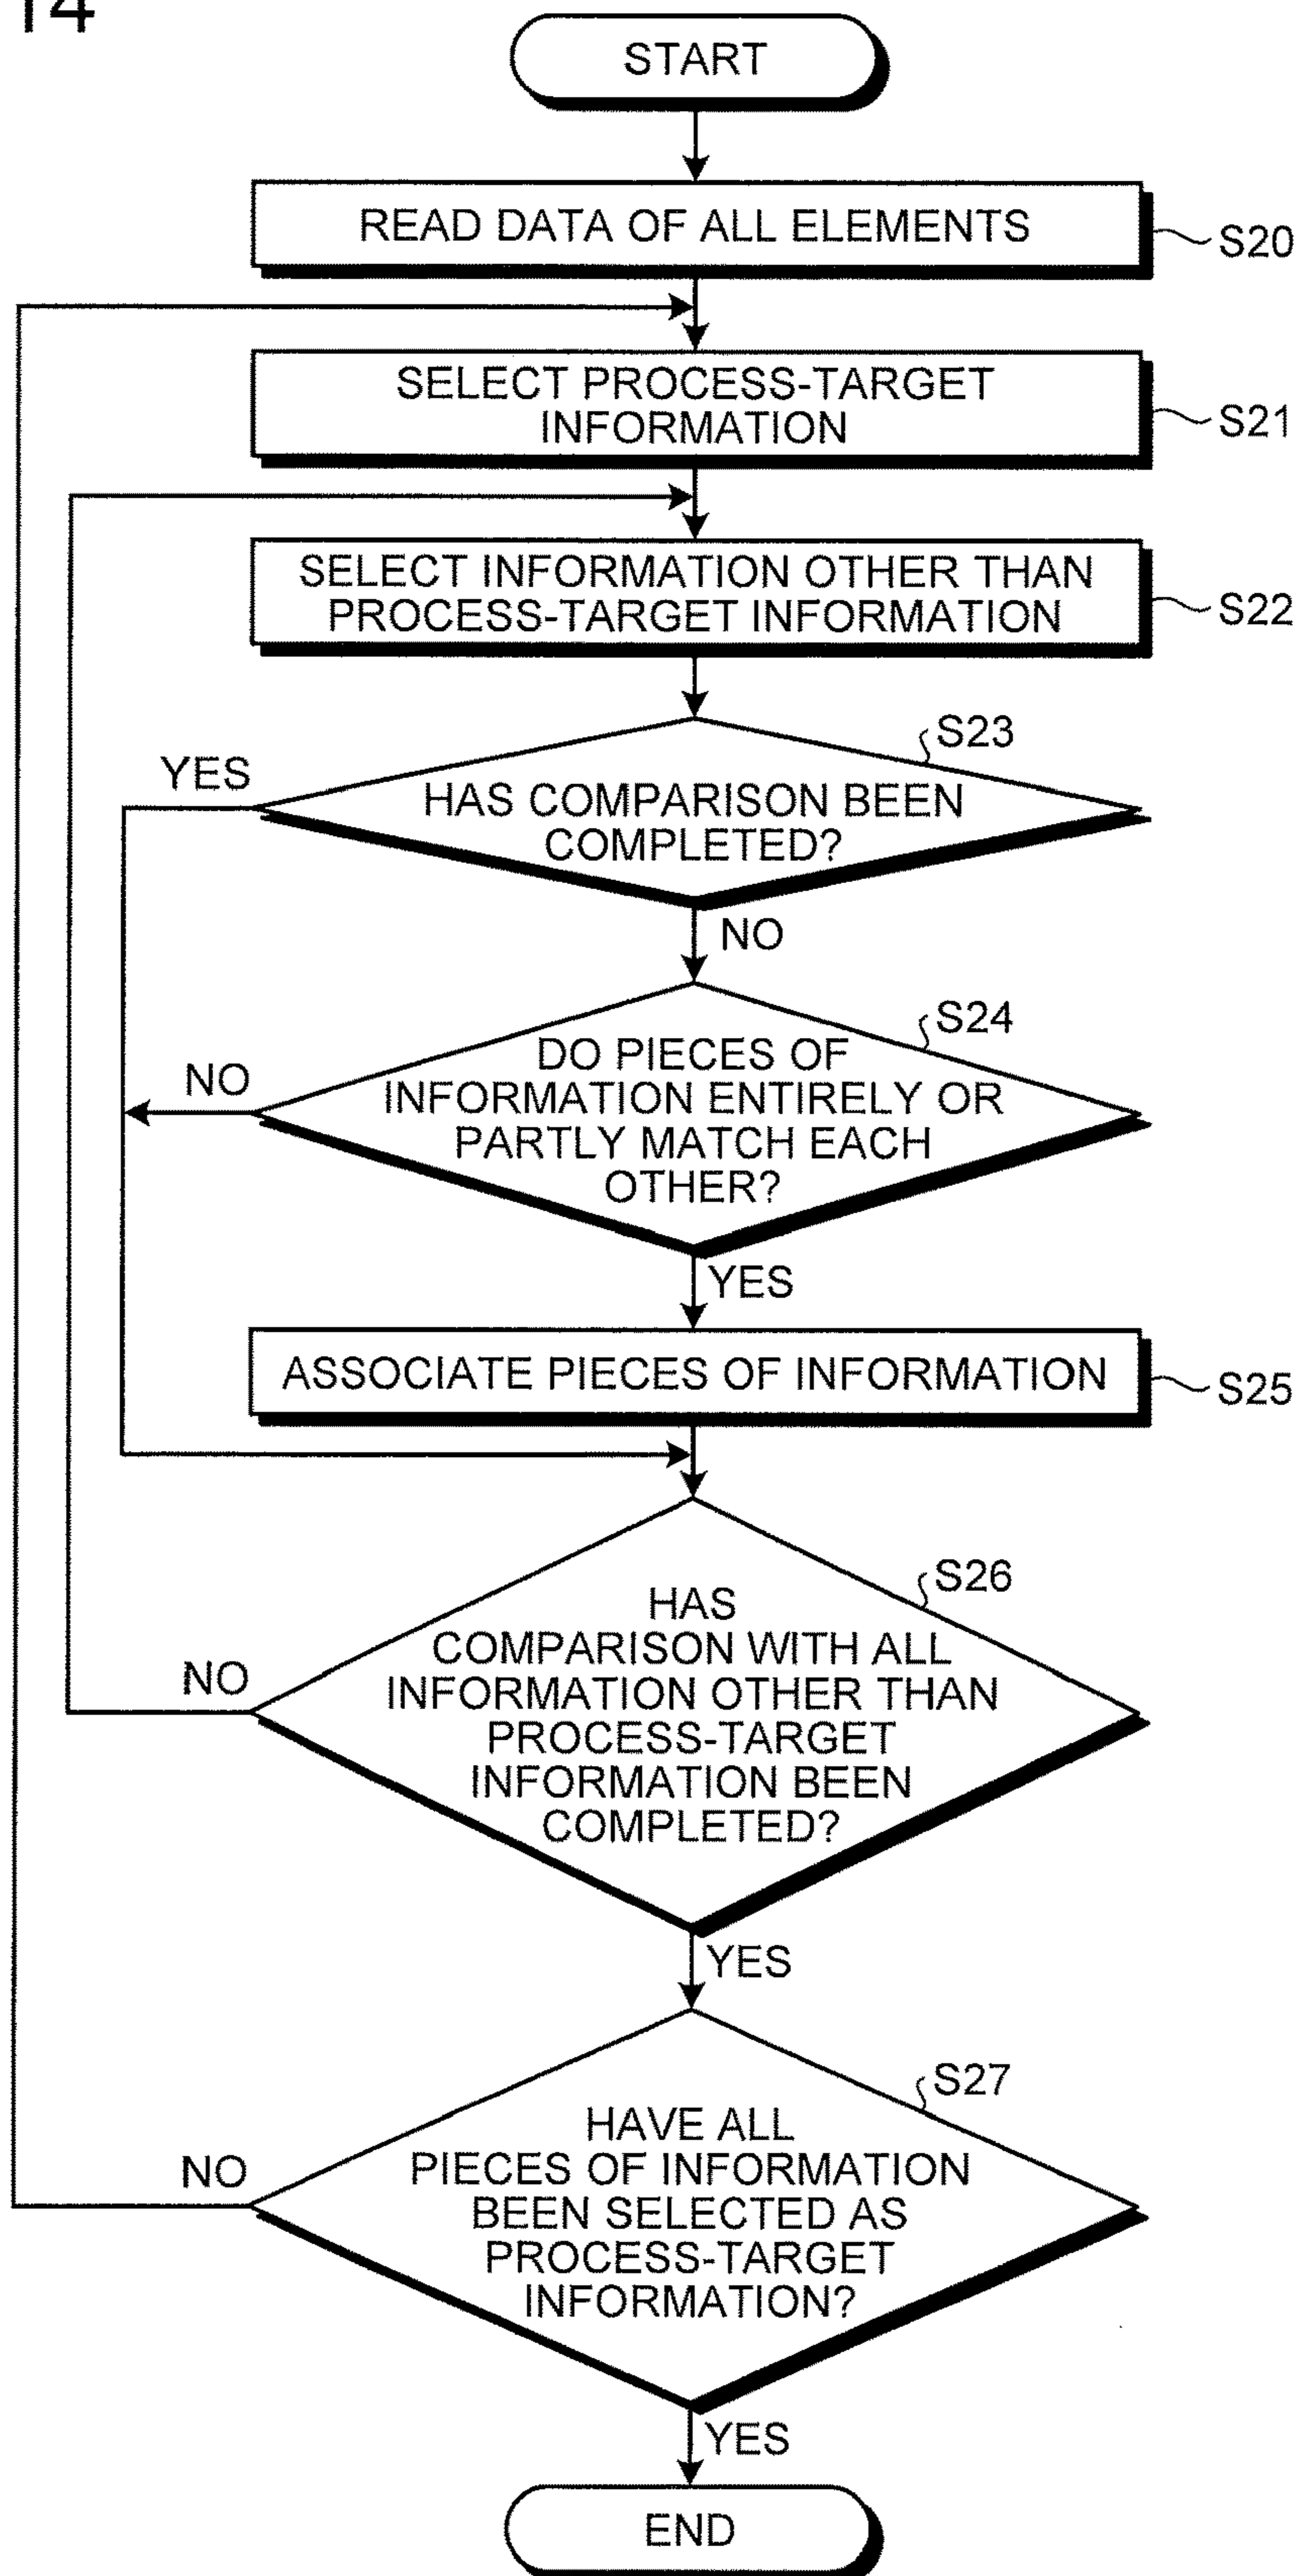 14
START
READ DATA OF ALL ELEMENTS
S20
SELECT PROCESS-TARGET
INFORMATION
S21
SELECT INFORMATION OTHER THAN
PROCESS-TARGET INFORMATION
S22
S23
YES
HAS COMPARISON BEEN
COMPLETED?
NO
S24
DO PIECES OF
INFORMATION ENTIRELY OR
PARTLY MATCH EACH
OTHER?
NO
YES
ASSOCIATE PIECES OF INFORMATION
S25
S26
HAS
COMPARISON WITH ALL
INFORMATION OTHER THAN
PROCESS-TARGET
INFORMATION BEEN
COMPLETED?
NO
YES
S27
HAVE ALL
PIECES OF INFORMATION
BEEN SELECTED AS
PROCESS-TARGET
INFORMATION?
NO
YES
END